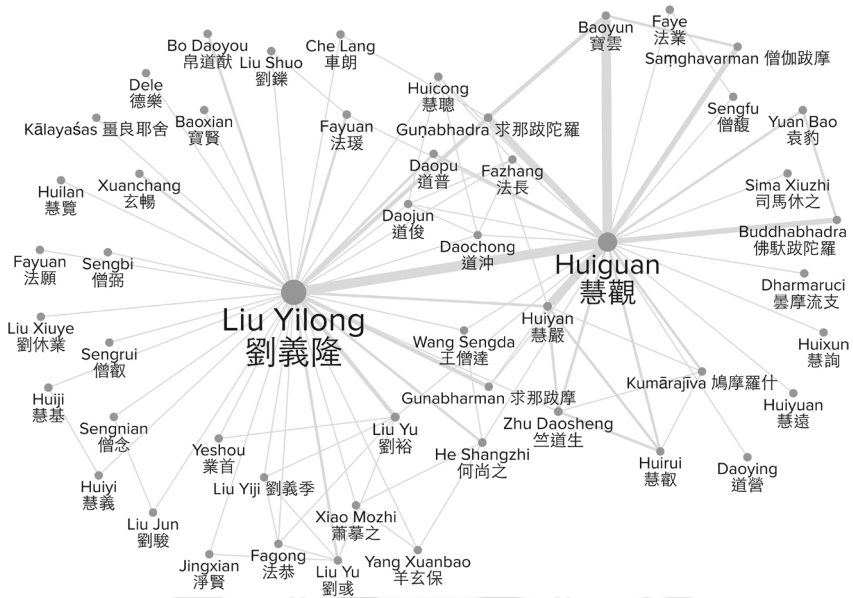 Bo Daoyou
帛道猷
Liu Shuo
劉鑠
Che Lang
車朗
Baoyun
寶雲
Faye
法業
Saṃghavarman 僧伽跋摩
Dele
德樂
Huicong
慧聰
Kālayaśas 畺良耶舍
Baoxian
寶賢
Fayuan
法瑗
Guṇabhadra 求那跋陀羅
Sengfu
僧馥
Yuan Bao
袁豹
Huilan
慧覽
Xuanchang
玄暢
Daopu
道普
Fazhang
法長
Sima Xiuzhi
司馬休之
Daojun
道俊
Buddhabhadra
佛馱跋陀羅
Fayuan
法願
Sengbi
僧弼
Daochong
道沖
Huiguan
慧觀
Dharmaruci
曇摩流支
Liu Xiuye
劉休業
Liu Yilong
劉義隆
Huiyan
慧嚴
Sengrui
僧叡
Wang Sengda
王僧達
Huixun
慧詢
Huiji
慧基
Gunabharman 求那跋摩
Kumārajīva 鳩摩羅什
Huiyuan
慧遠
Sengnian
僧念
Liu Yu
劉裕
Zhu Daosheng
竺道生
Yeshou
業首
He Shangzhi
何尚之
Huirui
慧叡
Daoying
道營
Huiyi
慧義
Liu Yiji 劉義季
Liu Jun
劉駿
Xiao Mozhi
蕭摹之
Jingxian
淨賢
Fagong
法恭
Liu Yu
劉彧
Yang Xuanbao
羊玄保